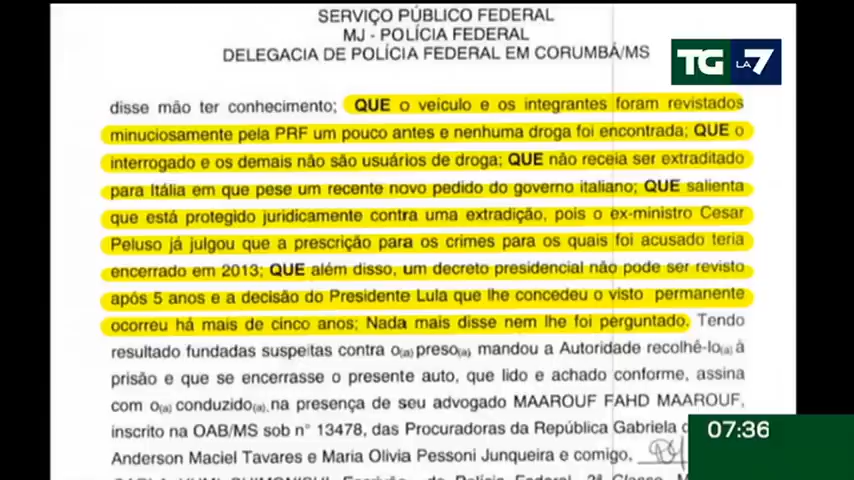 SERVIÇO PÚBLICO FEDERAL
MJ - POLÍCIA FEDERAL
DELEGACIA DE POLÍCIA FEDERAL EM CORUMBÁ/MS
TG LA 7
disse mão ter conhecimento; QUE o veículo e os integrantes foram revistados
minuciosamente pela PRF um pouco antes e nenhuma droga foi encontrada; QUE o
interrogado e os demais não são usuários de droga; QUE não receia ser extraditado
para Itália em que pese um recente novo pedido do governo italiano; QUE salienta
que está protegido juridicamente contra uma extradição, pois o ex-ministro Cesar
Peluso já julgou que a prescrição para os crimes para os quais foi acusado teria
encerrado em 2013; QUE além disso, um decreto presidencial não pode ser revisto
após 5 anos e a decisão do Presidente Lula que lhe concedeu o visto permanente
ocorreu há mais de cinco anos; Nada mais disse nem lhe foi perguntado. Tendo
resultado fundadas suspeitas contra o(a) preso(a) mandou a Autoridade recolhê-lo(a) à
prisão e que se encerrasse o presente auto, que lido e achado conforme, assina
com o(a) conduzido(a), na presença de seu advogado MAAROUF FAHD MAAROUF,
inscrito na OAB/MS sob n° 13478, das Procuradoras da República Gabriela
Anderson Maciel Tavares e Maria Olivia Pessoni Junqueira e comigo,
07:36